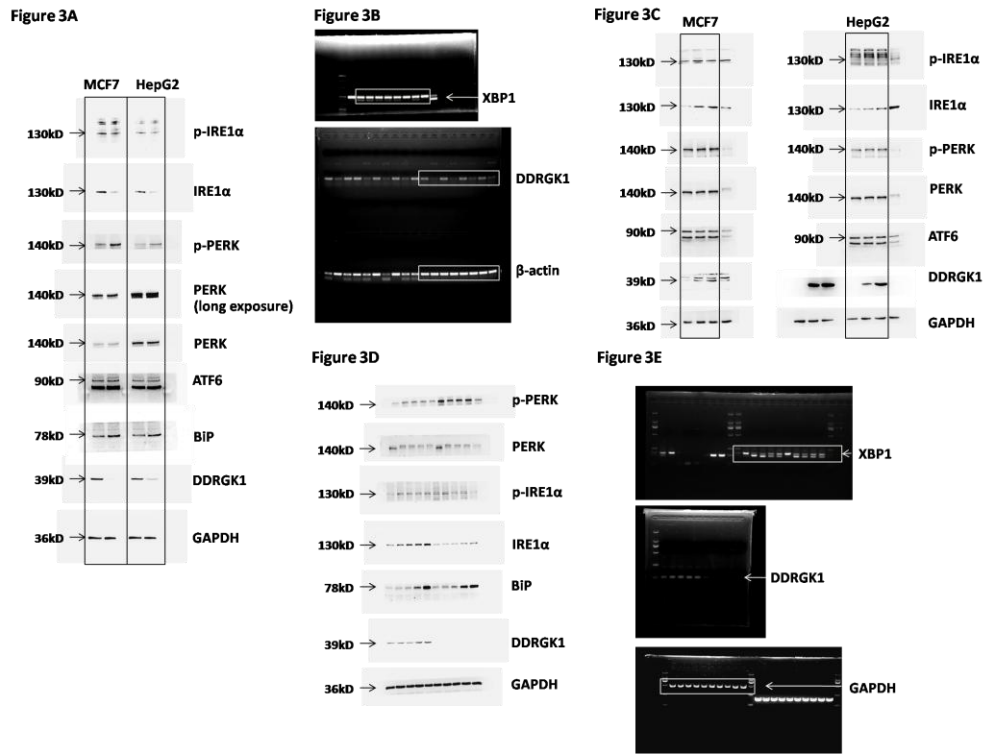 Figure 3A
MCF7 HepG2
130kD p-IRE1α
130kD IRE1α
140kD p-PERK
140kD PERK
(long exposure)
140kD PERK
90kD ATF6
78kD BiP
39kD DDRGK1
36kD GAPDH
Figure 3B
XBP1
DDRGK1
β-actin
Figure 3C
MCF7
130kD
130kD
140kD
140kD
90kD
39kD
36kD
HepG2
130kD p-IRE1α
130kD IRE1α
140kD p-PERK
140kD PERK
90kD ATF6
DDRGK1
GAPDH
Figure 3D
140kD p-PERK
140kD PERK
130kD p-IRE1α
130kD IRE1α
78kD BiP
39kD DDRGK1
36kD GAPDH
Figure 3E
XBP1
DDRGK1
GAPDH